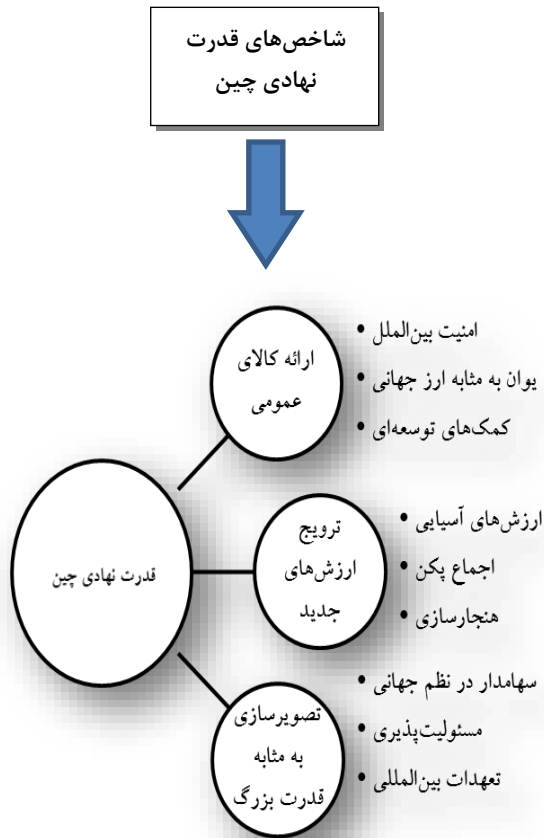 شاخص‌های قدرت
نهادی چین
ارائه کالای
عمومی
• امنیت بین‌الملل
• یوان به مثابه ارز جهانی
• کمک‌های توسعه‌ای
قدرت نهادی چین
ترویج
ارزش‌های
جدید
• ارزش‌های آسیایی
• اجماع پکن
• هنجارسازی
تصویرسازی
به مثابه
قدرت بزرگ
• سهامدار در نظم جهانی
• مسئولیت‌پذیری
• تعهدات بین‌المللی